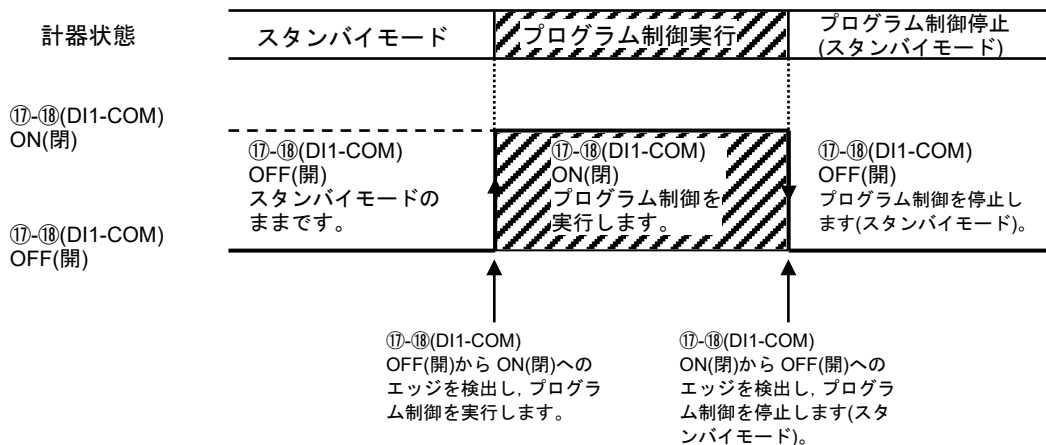 計器状態
スタンバイモード
プログラム制御実行
プログラム制御停止
(スタンバイモード)
⑰-⑱(DI1-COM)
ON(閉)
⑰-⑱(DI1-COM)
OFF(開)
スタンバイモードの
ままです。
⑰-⑱(DI1-COM)
ON(閉)
プログラム制御を
実行します。
⑰-⑱(DI1-COM)
OFF(開)
プログラム制御を停止し
ます(スタンバイモード)。
⑰-⑱(DI1-COM)
OFF(開)
⑰-⑱(DI1-COM)
OFF(開)から ON(閉)への
エッジを検出し, プログラ
ム制御を実行します。
⑰-⑱(DI1-COM)
ON(閉)から OFF(開)への
エッジを検出し, プログラ
ム制御を停止します(スタ
ンバイモード)。